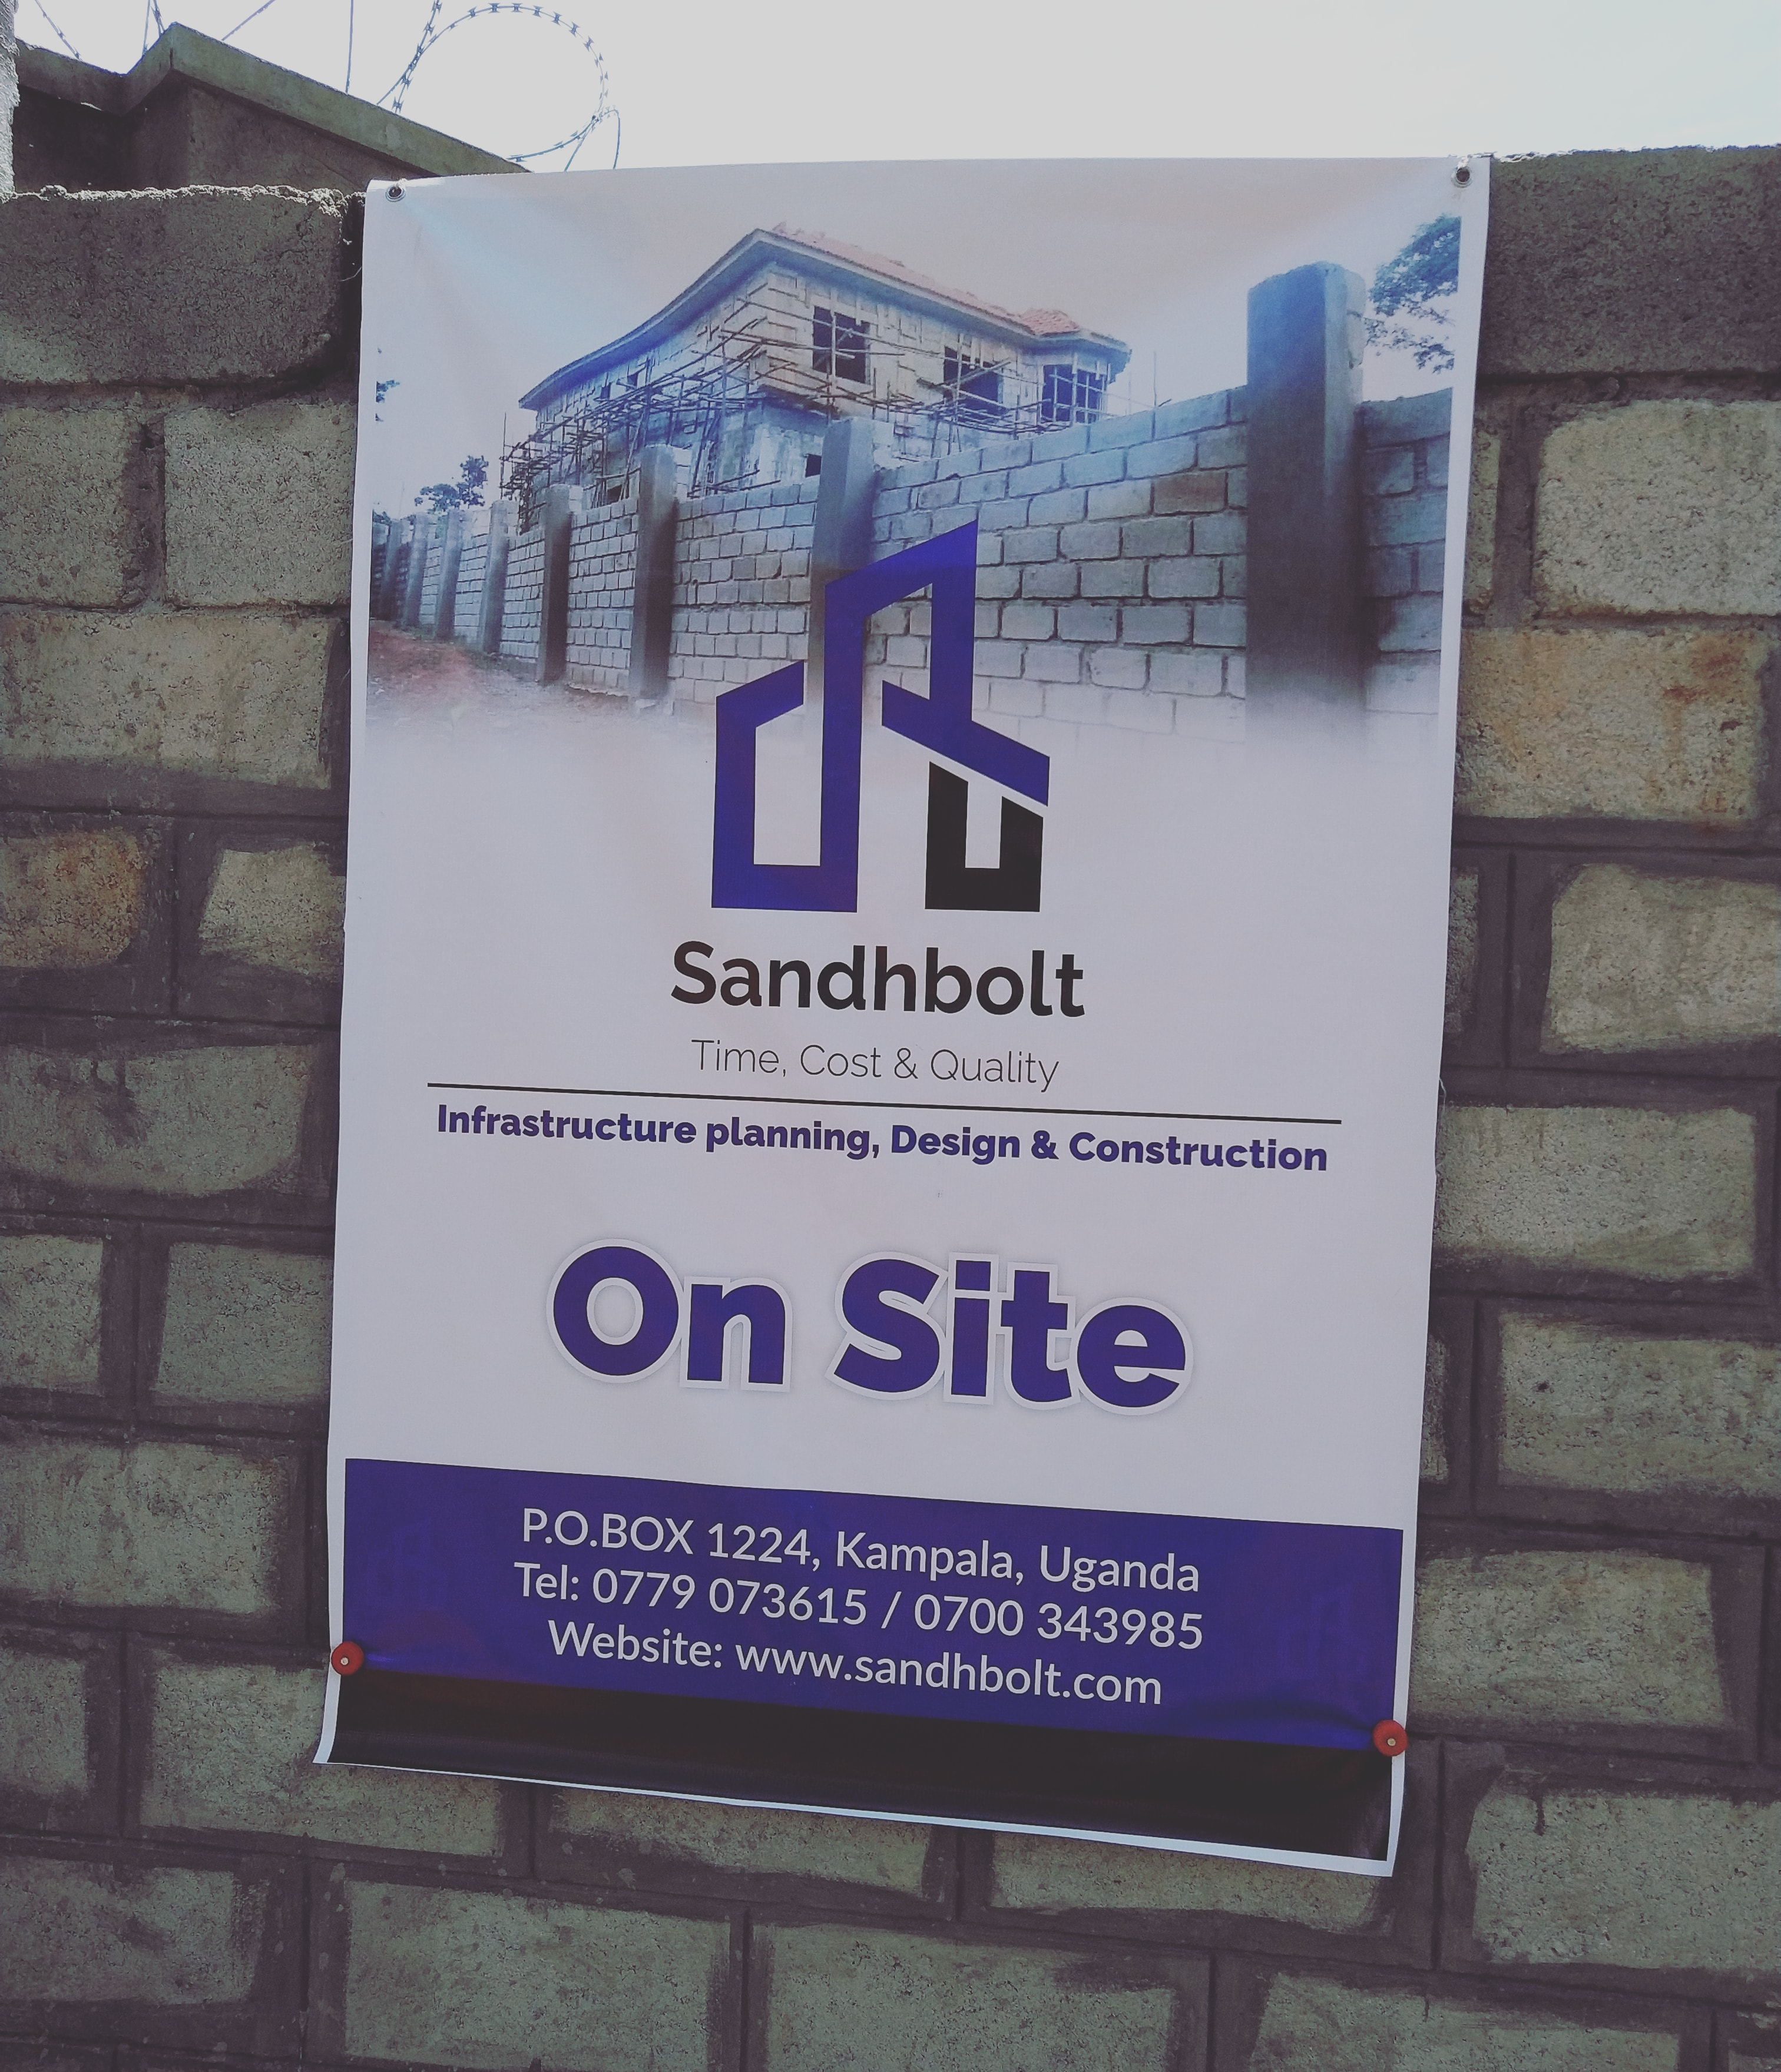 Sandhbolt
Time, Cost & Quality
Infrastructure planning, Design & Construction
On Site
P.O.BOX 1224, Kampala, Uganda
Tel: 0779 073615 / 0700 343985
Website: www.sandhbolt.com